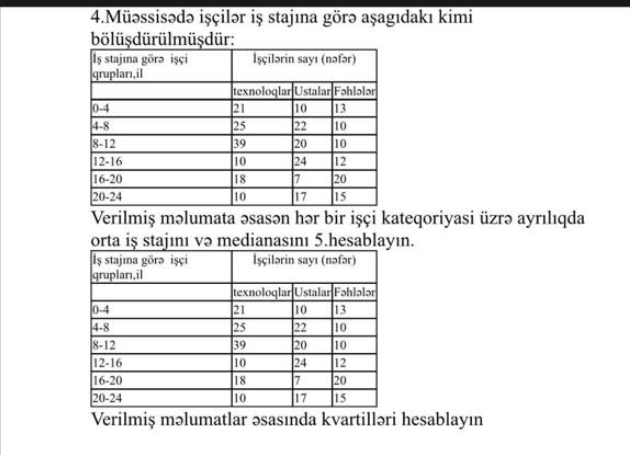 4.Müəssisədə işçilər iş stajına görə aşagıdakı kimi
bölüşdürülmüşdür:
İş stajına görə işçi İşçilərin sayı (nəfər)
qrupları,il
texnoloqlar Ustalar Fəhlələr
0-4 21 10 13
4-8 25 22 10
8-12 39 20 10
12-16 10 24 12
16-20 18 7 20
20-24 10 17 15
Verilmiş məlumata əsasən hər bir işçi kateqoriyasi üzrə ayrılıqda
orta iş stajını və medianasını 5.hesablayın.
İş stajına görə işçi İşçilərin sayı (nəfər)
qrupları,il
texnoloqlar Ustalar Fəhlələr
0-4 21 10 13
4-8 25 22 10
8-12 39 20 10
12-16 10 24 12
16-20 18 7 20
20-24 10 17 15
Verilmiş məlumatlar əsasında kvartilləri hesablayın